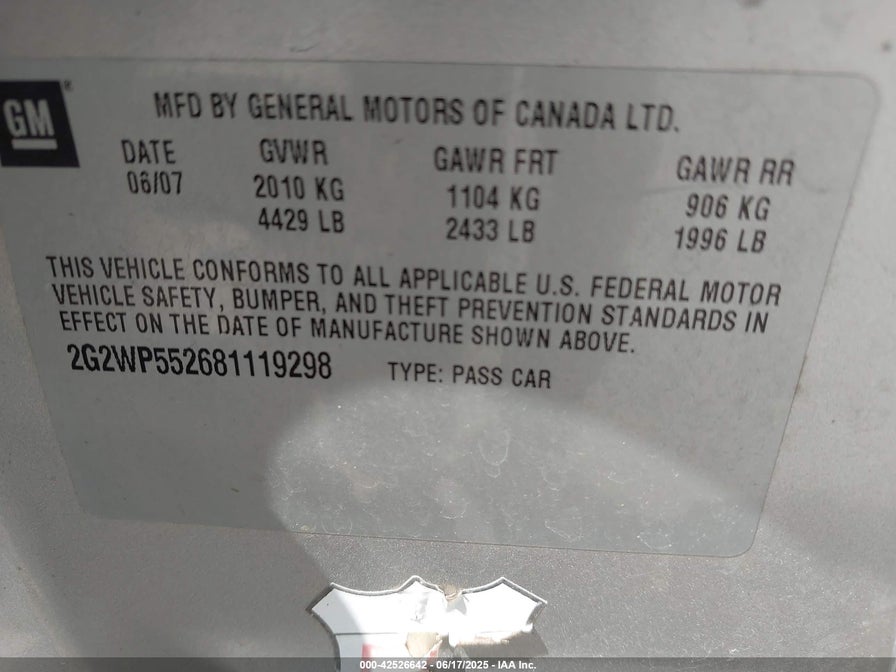 GM®
MFD BY GENERAL MOTORS OF CANADA LTD.
DATE GVWR GAWR FRT GAWR RR
06/07 2010 KG 1104 KG 906 KG
4429 LB 2433 LB 1996 LB
THIS VEHICLE CONFORMS TO ALL APPLICABLE U.S. FEDERAL MOTOR
VEHICLE SAFETY, BUMPER, AND THEFT PREVENTION STANDARDS IN
EFFECT ON THE DATE OF MANUFACTURE SHOWN ABOVE.
2G2WP552681119298 TYPE: PASS CAR
000-42526642 - 06/17/2025 - IAA Inc.